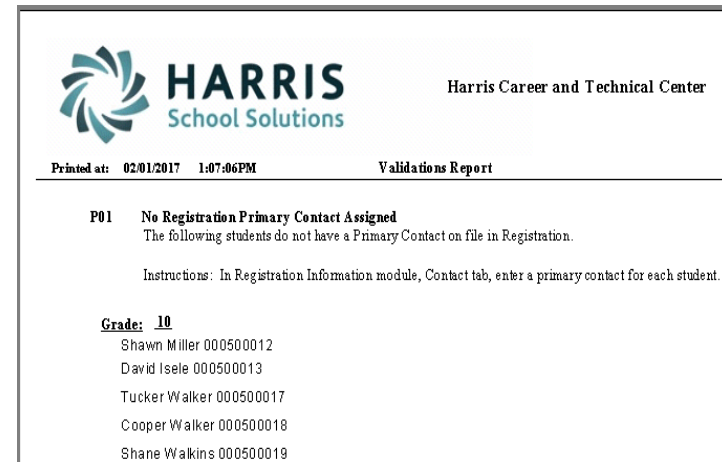 HARRIS
School Solutions
Harris Career and Technical Center
Printed at: 02/01/2017 1:07:06PM Validations Report
P01 No Registration Primary Contact Assigned
The following students do not have a Primary Contact on file in Registration.
Instructions: In Registration Information module, Contact tab, enter a primary contact for each student.
Grade: 10
Shawn Miller 000500012
David Isele 000500013
Tucker Walker 000500017
Cooper Walker 000500018
Shane Walkins 000500019